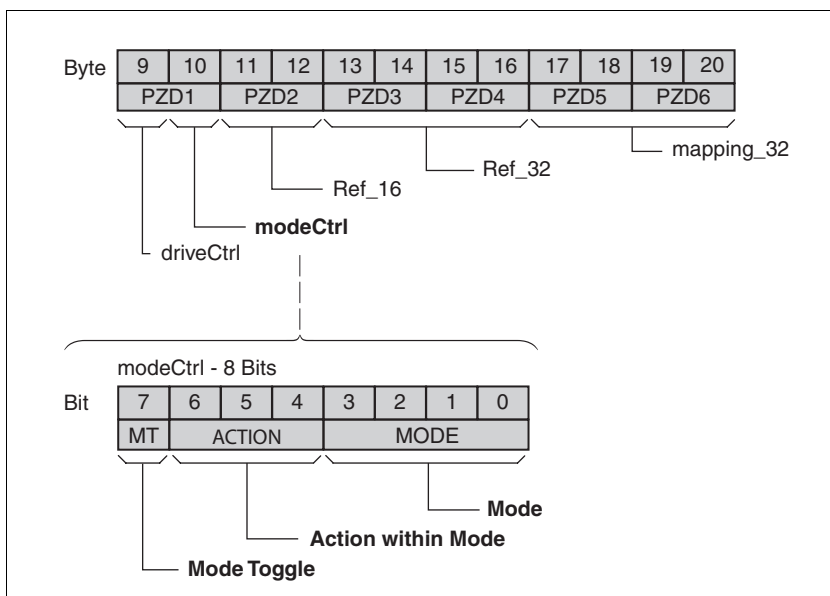 Byte 9 10 11 12 13 14 15 16 17 18 19 20
PZD1 PZD2 PZD3 PZD4 PZD5 PZD6
mapping_32
Ref_32
Ref_16
modeCtrl
driveCtrl
modeCtrl - 8 Bits
Bit 7 6 5 4 3 2 1 0
MT ACTION MODE
Mode
Action within Mode
Mode Toggle